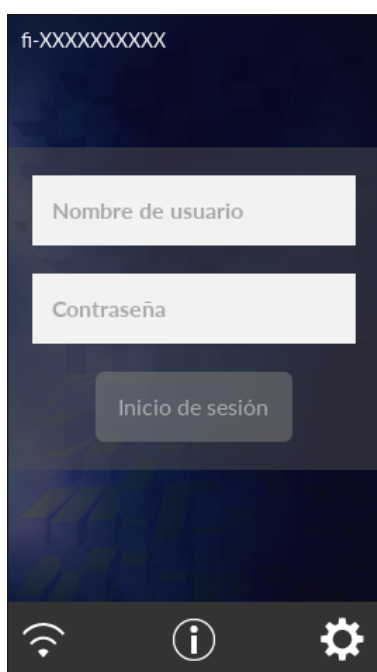 fi-XXXXXXXXXX
Nombre de usuario
Contraseña
Inicio de sesión